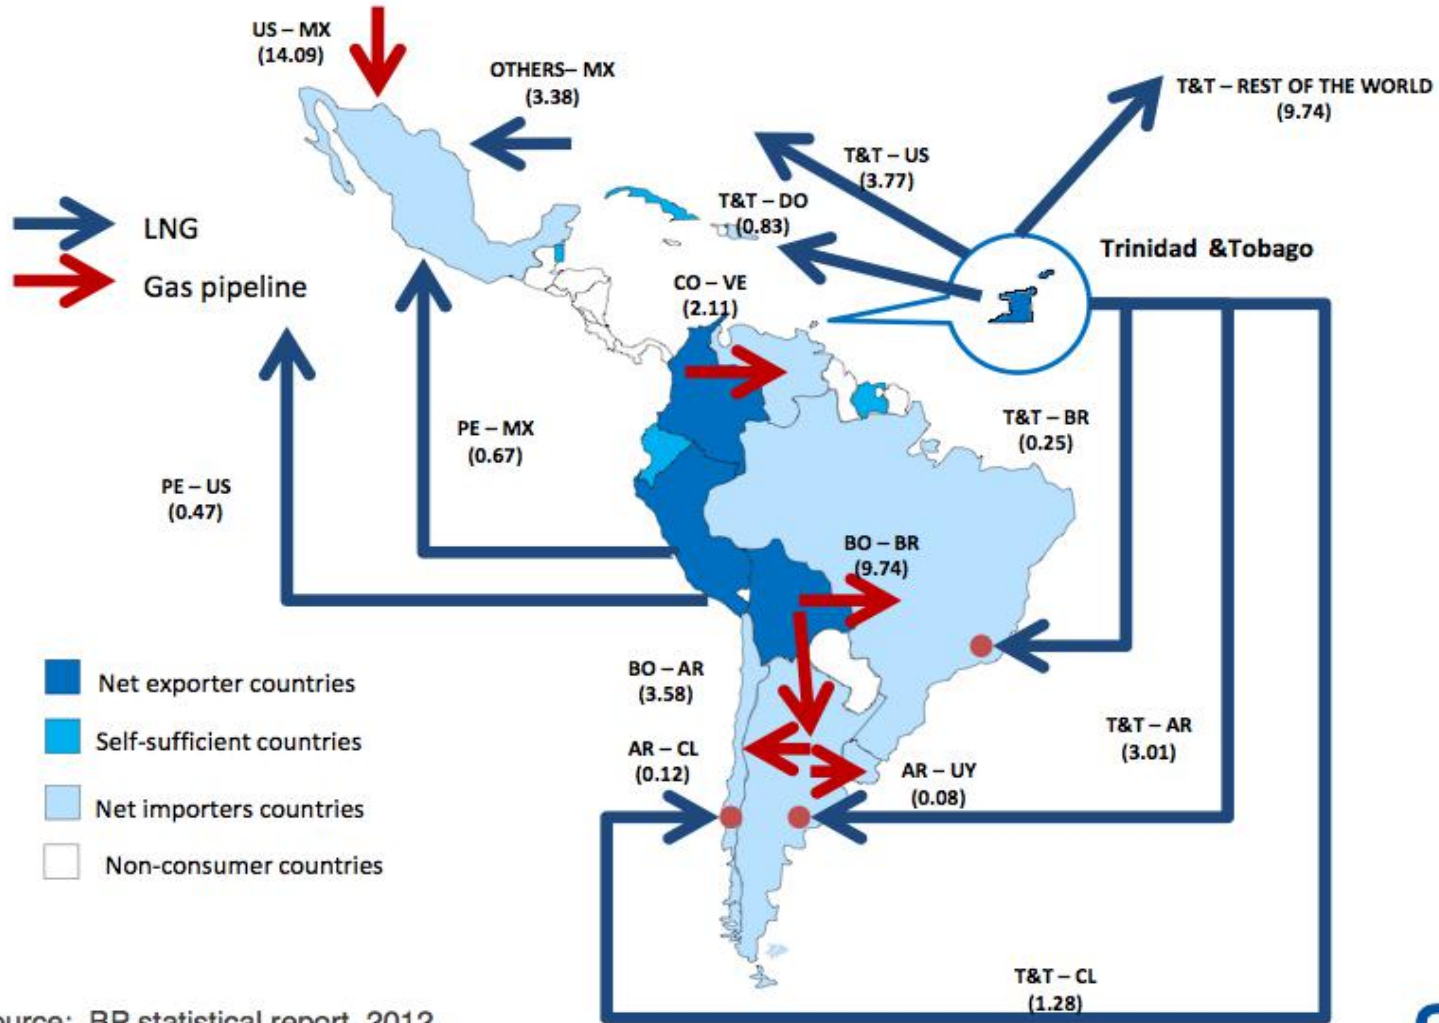 US – MX
(14.09)
OTHERS– MX
(3.38)
T&T – REST OF THE WORLD
(9.74)
T&T – US
(3.77)
T&T – DO
(0.83)
LNG
Gas pipeline
Trinidad &Tobago
CO – VE
(2.11)
T&T – BR
(0.25)
PE – MX
(0.67)
PE – US
(0.47)
BO – BR
(9.74)
BO – AR
(3.58)
Net exporter countries
Self-sufficient countries
Net importers countries
Non-consumer countries
AR – CL
(0.12)
AR – UY
(0.08)
T&T – AR
(3.01)
T&T – CL
(1.28)
ource: BP statistical report, 2012